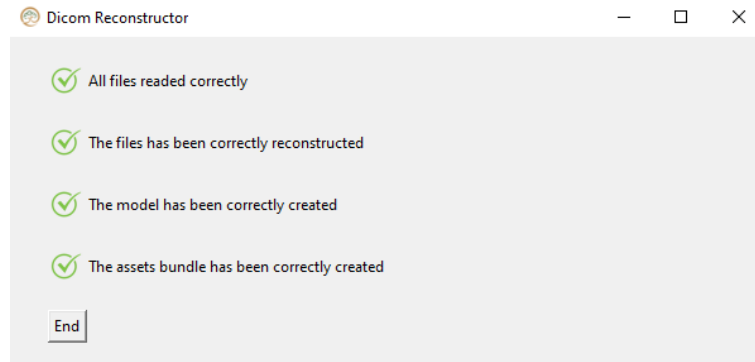 Dicom Reconstructor
All files readed correctly
The files has been correctly reconstructed
The model has been correctly created
The assets bundle has been correctly created
End